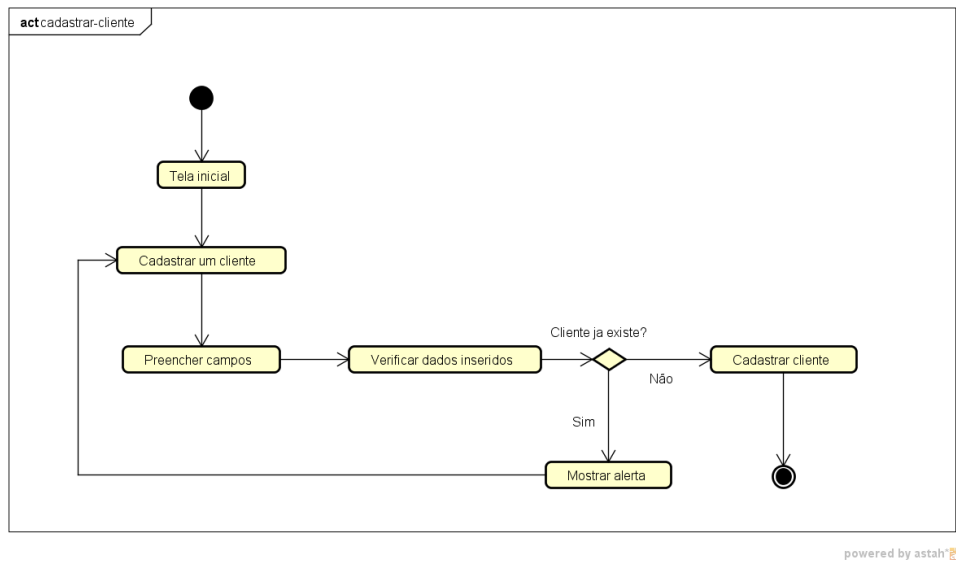 act cadastrar-cliente
Tela inicial
Cadastrar um cliente
Cliente ja existe?
Preencher campos
Verificar dados inseridos
Cadastrar cliente
Não
Sim
Mostrar alerta
powered by astah*